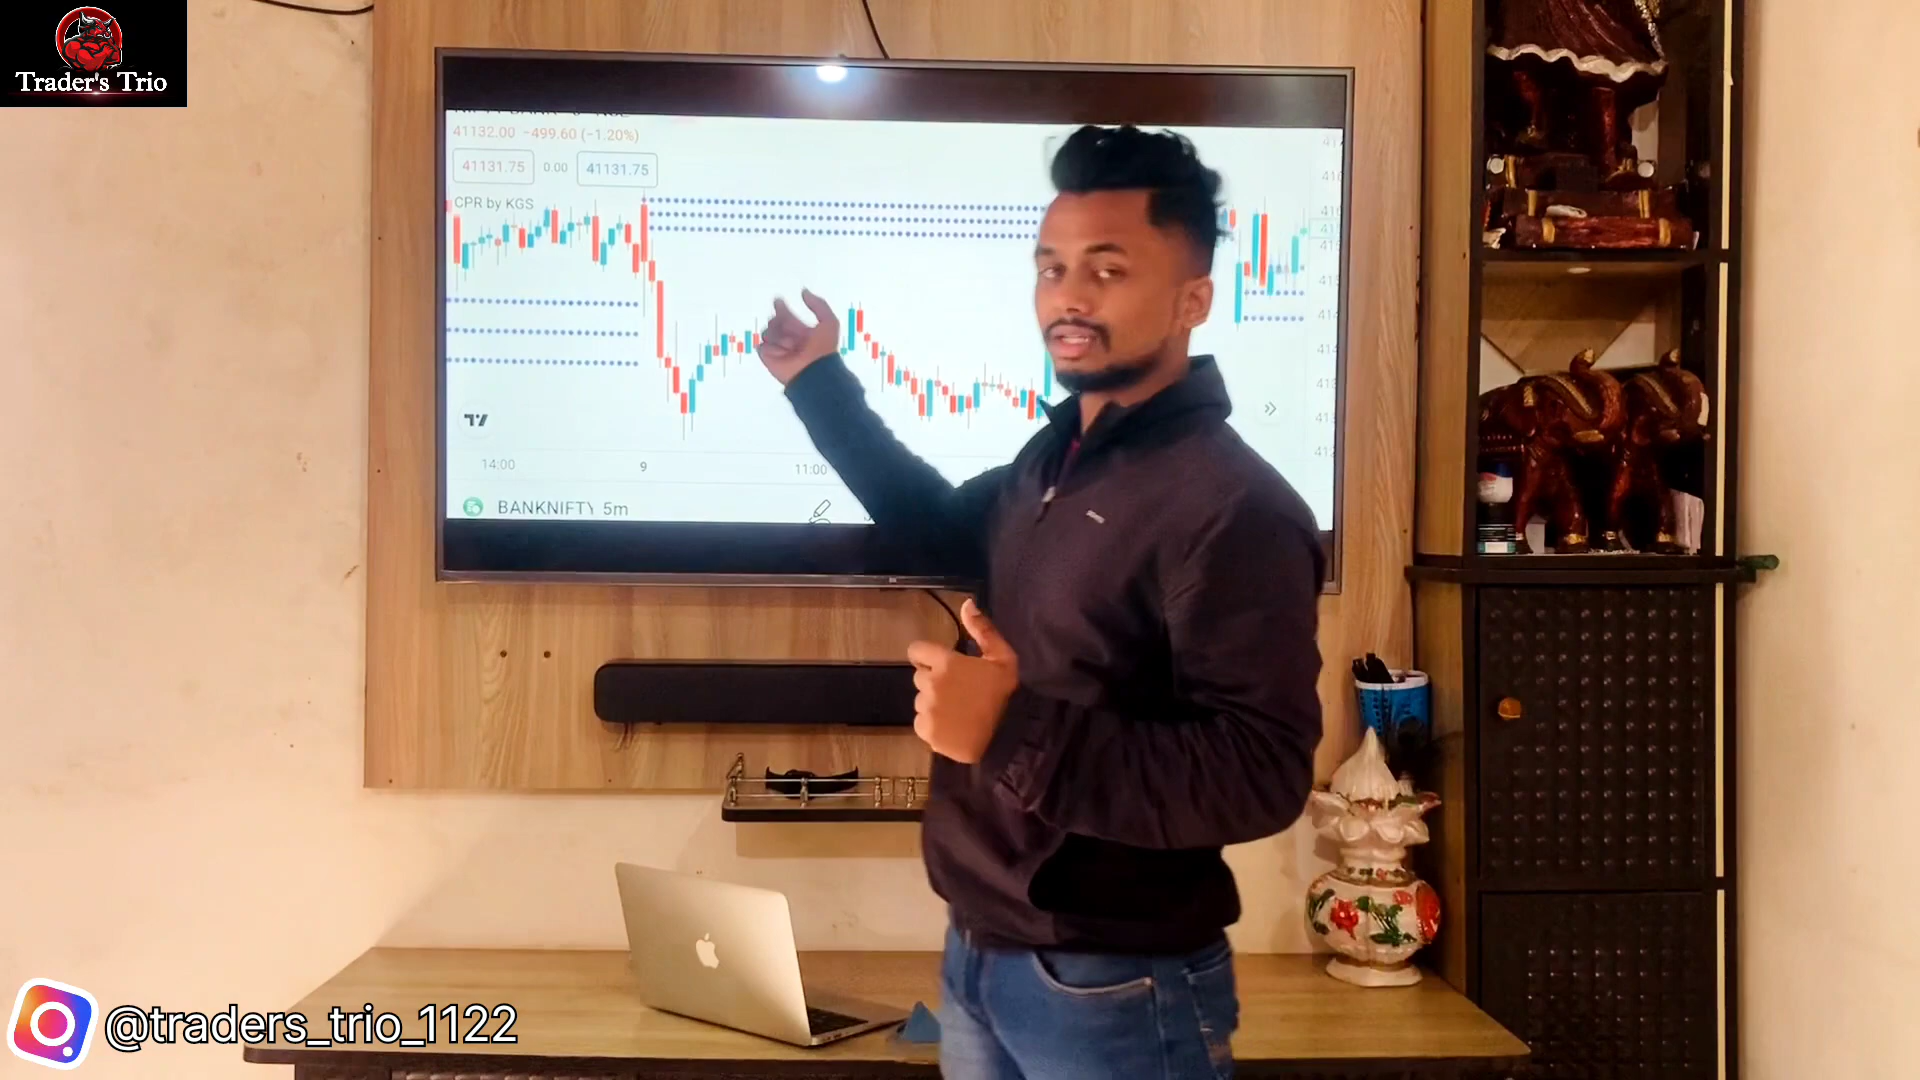 Trader's Trio
41132.00 -499.60 (-1.20%)
41131.75 0.00 41131.75
CPR by KGS
14:00 9 11:00
BANKNIFTY 5m
@traders_trio_1122